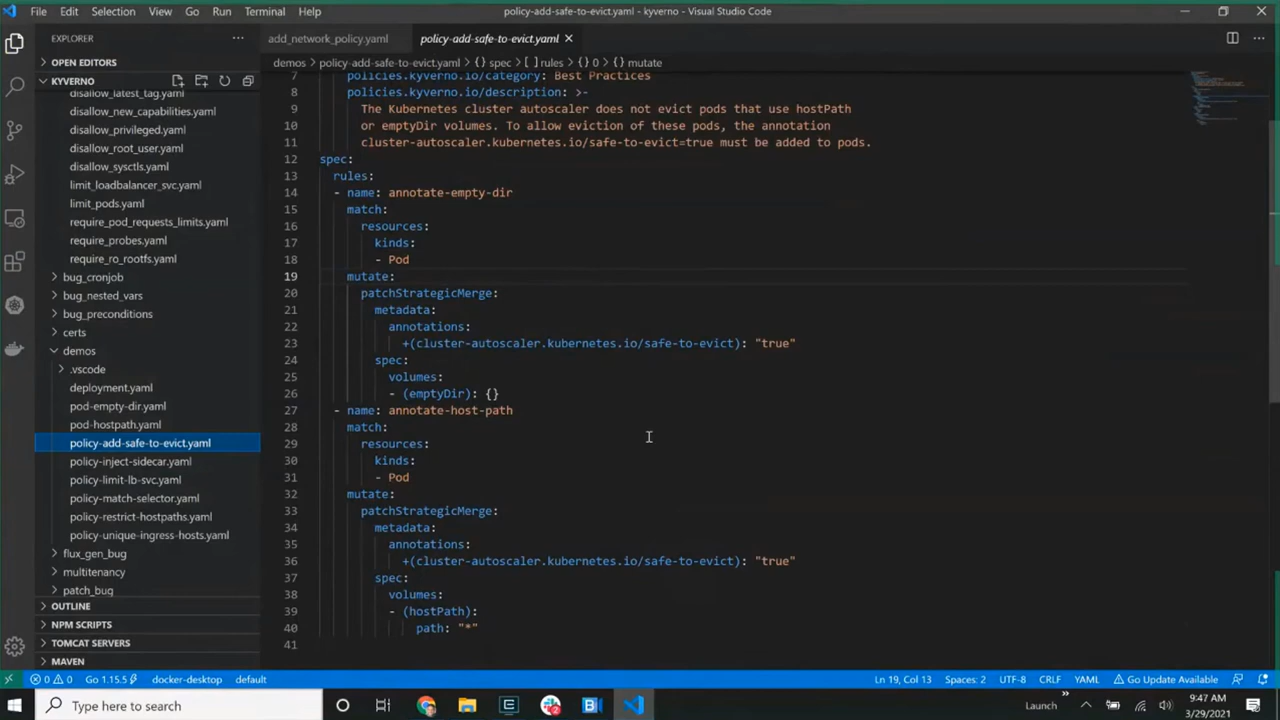 File Edit Selection View Go Run Terminal Help
policy-add-safe-to-evict.yaml - kyverno - Visual Studio Code
EXPLORER
OPEN EDITORS
KYVERNO
disallow_latest_tag.yaml
disallow_new_capabilities.yaml
disallow_privileged.yaml
disallow_root_user.yaml
disallow_sysctls.yaml
limit_loadbalancer_svc.yaml
limit_pods.yaml
require_pod_requests_limits.yaml
require_probes.yaml
require_ro_rootfs.yaml
bug_cronjob
bug_nested_vars
bug_preconditions
certs
demos
.vscode
deployment.yaml
pod-empty-dir.yaml
pod-hostpath.yaml
policy-add-safe-to-evict.yaml
policy-inject-sidecar.yaml
policy-limit-lb-svc.yaml
policy-match-selector.yaml
policy-restrict-hostpaths.yaml
policy-unique-ingress-hosts.yaml
flux_gen_bug
multitenancy
patch_bug
OUTLINE
NPM SCRIPTS
TOMCAT SERVERS
MAVEN
add_network_policy.yaml
policy-add-safe-to-evict.yaml
demos > policy-add-safe-to-evict.yaml > {} spec > [ ] rules > {} 0 > {} mutate
7 policies.kyverno.io/category: Best Practices
8 policies.kyverno.io/description: >-
9 The Kubernetes cluster autoscaler does not evict pods that use hostPath
10 or emptyDir volumes. To allow eviction of these pods, the annotation
11 cluster-autoscaler.kubernetes.io/safe-to-evict=true must be added to pods.
12 spec:
13 rules:
14 - name: annotate-empty-dir
15 match:
16 resources:
17 kinds:
18 - Pod
19 mutate:
20 patchStrategicMerge:
21 metadata:
22 annotations:
23 +(cluster-autoscaler.kubernetes.io/safe-to-evict): "true"
24 spec:
25 volumes:
26 - (emptyDir): {}
27 - name: annotate-host-path
28 match:
29 resources:
30 kinds:
31 - Pod
32 mutate:
33 patchStrategicMerge:
34 metadata:
35 annotations:
36 +(cluster-autoscaler.kubernetes.io/safe-to-evict): "true"
37 spec:
38 volumes:
39 - (hostPath):
40 path: "*"
41
0 0 Go 1.15.5 docker-desktop default
Ln 19, Col 13 Spaces: 2 UTF-8 CRLF YAML Go Update Available
Type here to search
Launch
9:47 AM
3/29/2021